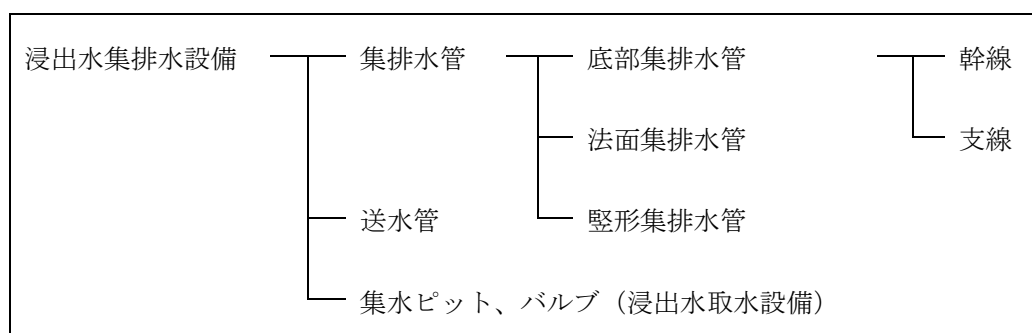 浸出水集排水設備 集排水管 底部集排水管 幹線
法面集排水管 支線
送水管 竪形集排水管
集水ピット、バルブ（浸出水取水設備）